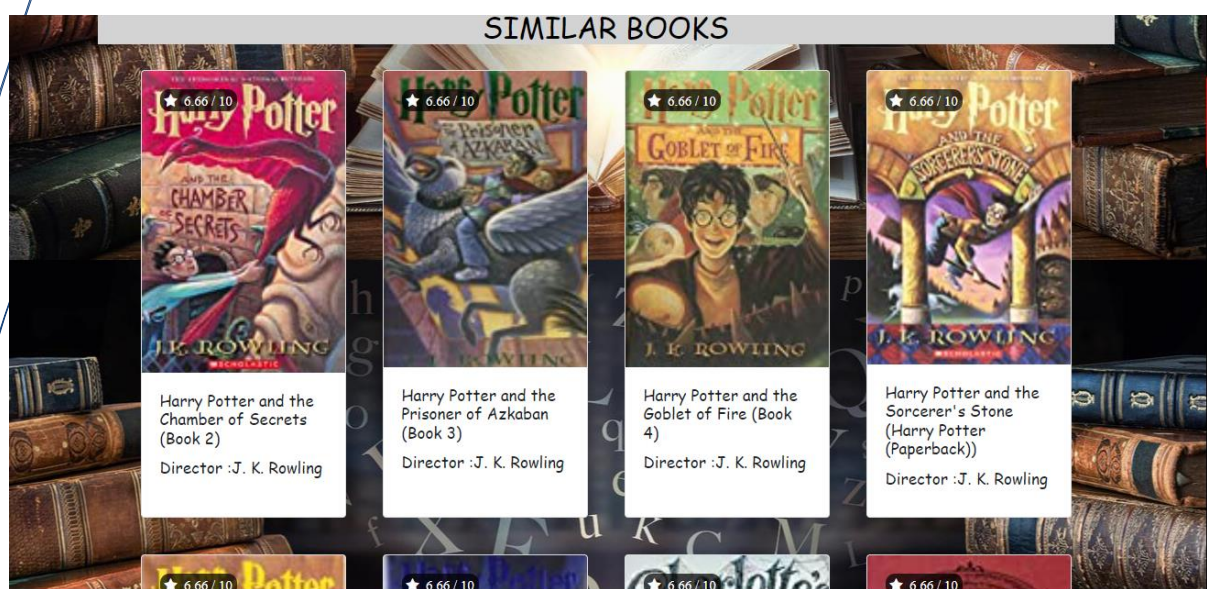 SIMILAR BOOKS
6.66 / 10
Harry Potter
AND THE
CHAMBER
OF SECRETS
J. K. ROWLING
SCHOLASTIC
Harry Potter and the
Chamber of Secrets
(Book 2)
Director :J. K. Rowling
6.66 / 10
Harry Potter
AND THE
Prisoner
of AZKABAN
J. K. ROWLING
Harry Potter and the
Prisoner of Azkaban
(Book 3)
Director :J. K. Rowling
6.66 / 10
Harry Potter
AND THE
GOBLET OF FIRE
J. K. ROWLING
Harry Potter and the
Goblet of Fire (Book
4)
Director :J. K. Rowling
6.66 / 10
Harry Potter
AND THE
SORCERER'S STONE
J. K. ROWLING
SCHOLASTIC
Harry Potter and the
Sorcerer's Stone
(Harry Potter
(Paperback))
Director :J. K. Rowling
6.66 / 10
Potter
6.66 / 10
Potter
6.66 / 10
Charlotte's
6.66 / 10